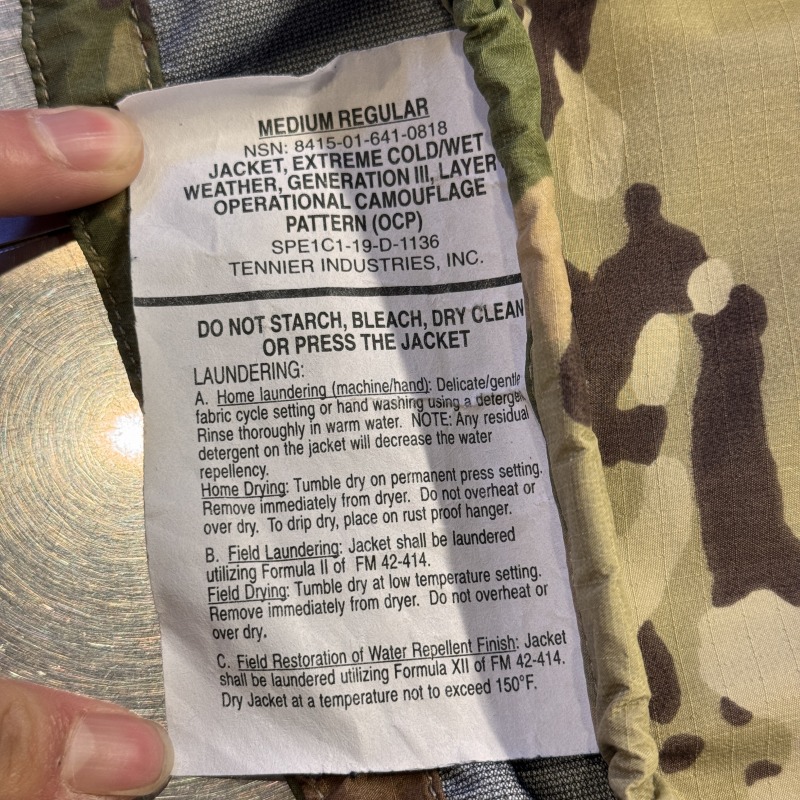 MEDIUM REGULAR
NSN: 8415-01-641-0818
JACKET, EXTREME COLD/WET
WEATHER, GENERATION III, LAYER
OPERATIONAL CAMOUFLAGE
PATTERN (OCP)
SPE1C1-19-D-1136
TENNIER INDUSTRIES, INC.
DO NOT STARCH, BLEACH, DRY CLEAN
OR PRESS THE JACKET
LAUNDERING:
A. Home laundering (machine/hand): Delicate/gentle
fabric cycle setting or hand washing using a
Rinse thoroughly in warm water. NOTE: Any residual
detergent on the jacket will decrease the water
repellency.
Home Drying: Tumble dry on permanent press setting.
Remove immediately from dryer. Do not overheat or
over dry. To drip dry, place on rust proof hanger.
B. Field Laundering: Jacket shall be laundered
utilizing Formula II of FM 42-414.
Field Drying: Tumble dry at low temperature setting.
Remove immediately from dryer. Do not overheat or
over dry.
C. Field Restoration of Water Repellent Finish: Jacket
shall be laundered utilizing Formula XII of FM 42-414.
Dry Jacket at a temperature not to exceed 150°F.